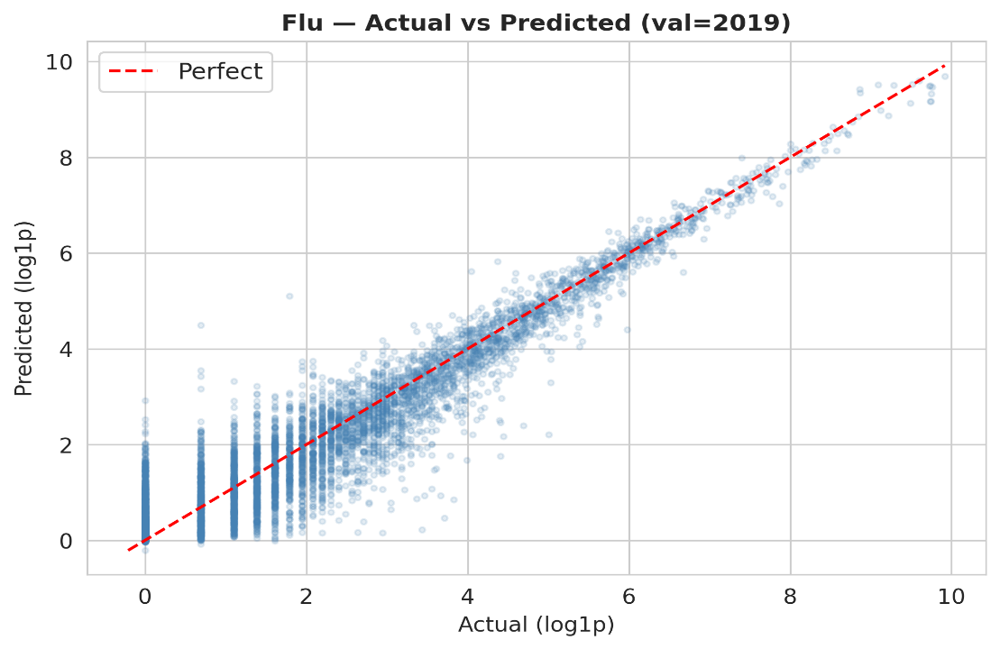 Flu — Actual vs Predicted (val=2019)
Perfect
Predicted (log1p)
10
8
6
4
2
0
0 2 4 6 8 10
Actual (log1p)